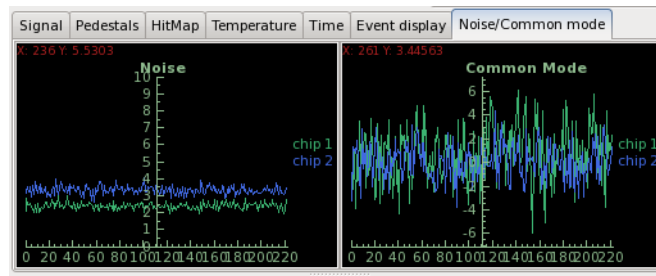 Signal Pedestals HitMap Temperature Time Event display Noise/Common mode
X: 236 Y: 5.5303
Noise
10
9
8
7
6
5
4
3
2
1
0
chip 1
chip 2
0 20 40 60 80 100 120 140 160 180 200 220
X: 261 Y: 3.44563
Common Mode
6
4
2
-2
-4
-6
chip 1
chip 2
0 20 40 60 80 100 120 140 160 180 200 220